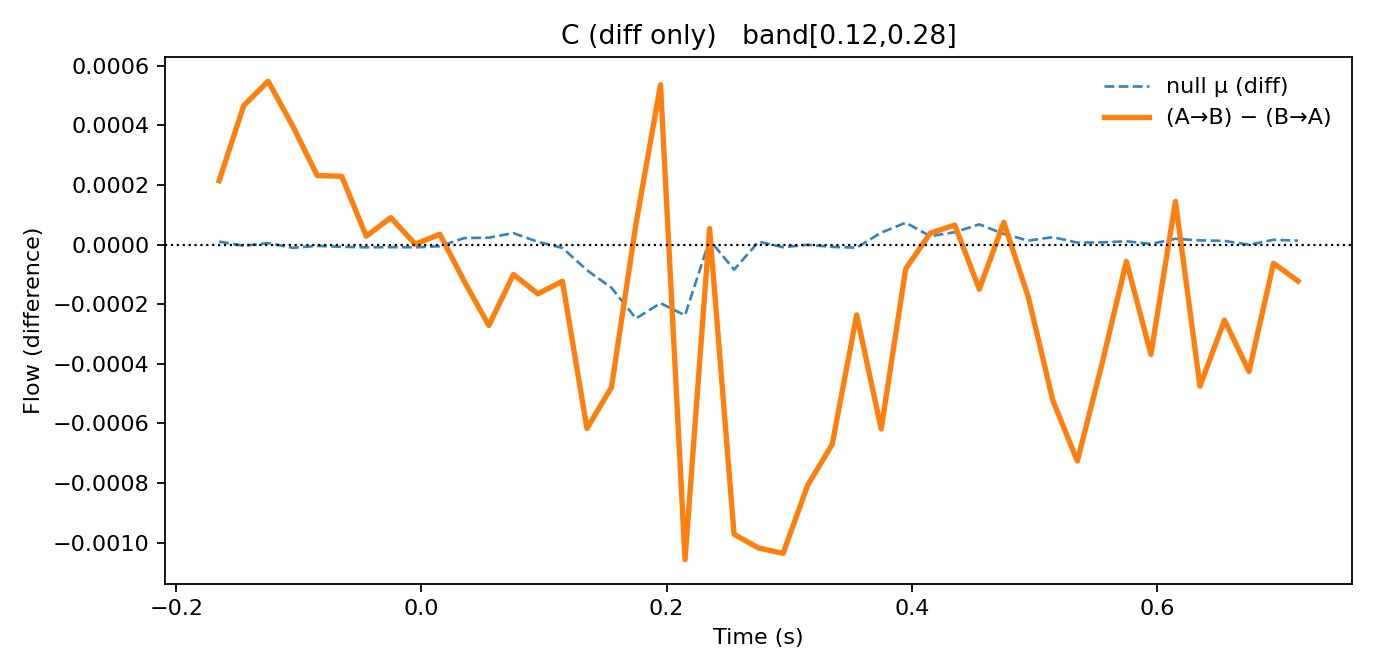 C (diff only)   band[0.12,0.28]
null μ (diff)
(A→B) − (B→A)
Flow (difference)
0.0006
0.0004
0.0002
0.0000
−0.0002
−0.0004
−0.0006
−0.0008
−0.0010
−0.2 0.0 0.2 0.4 0.6
Time (s)